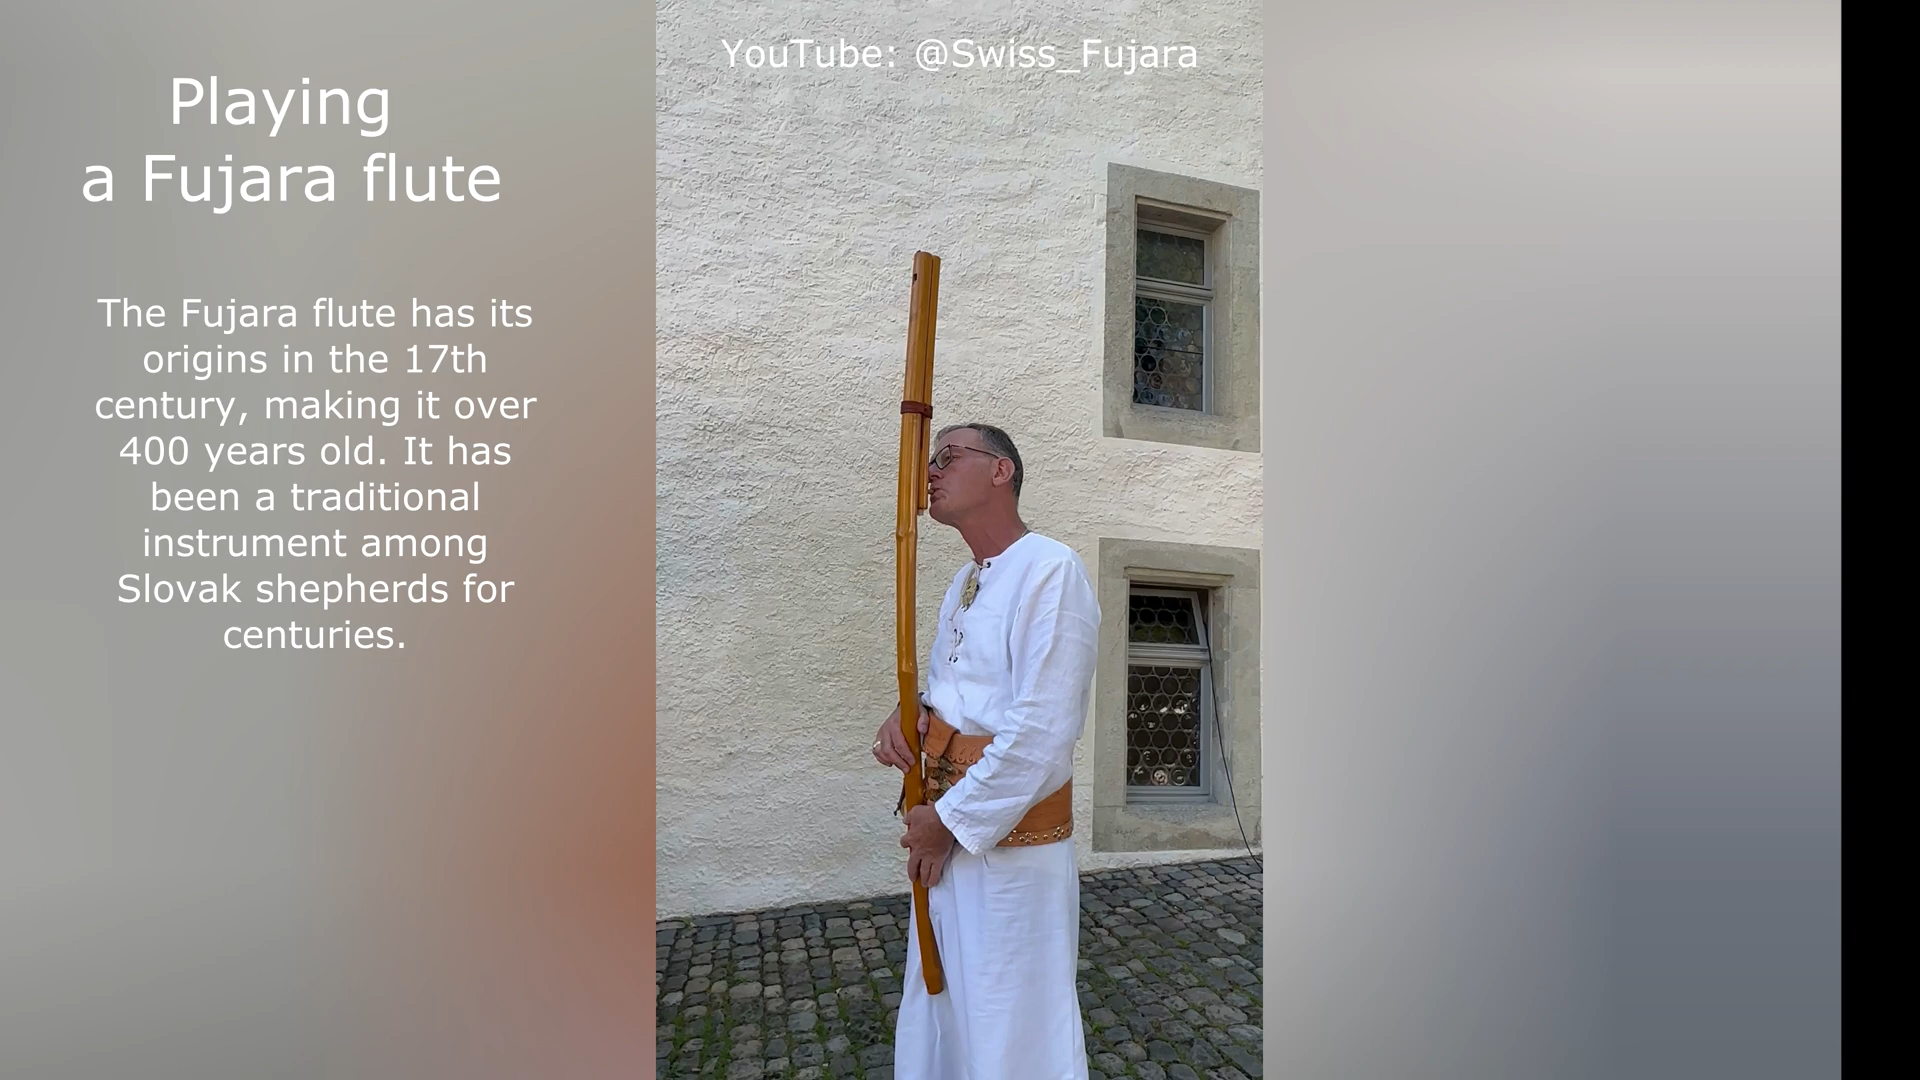 Playing
a Fujara flute
The Fujara flute has its
origins in the 17th
century, making it over
400 years old. It has
been a traditional
instrument among
Slovak shepherds for
centuries.
YouTube: @Swiss_Fujara